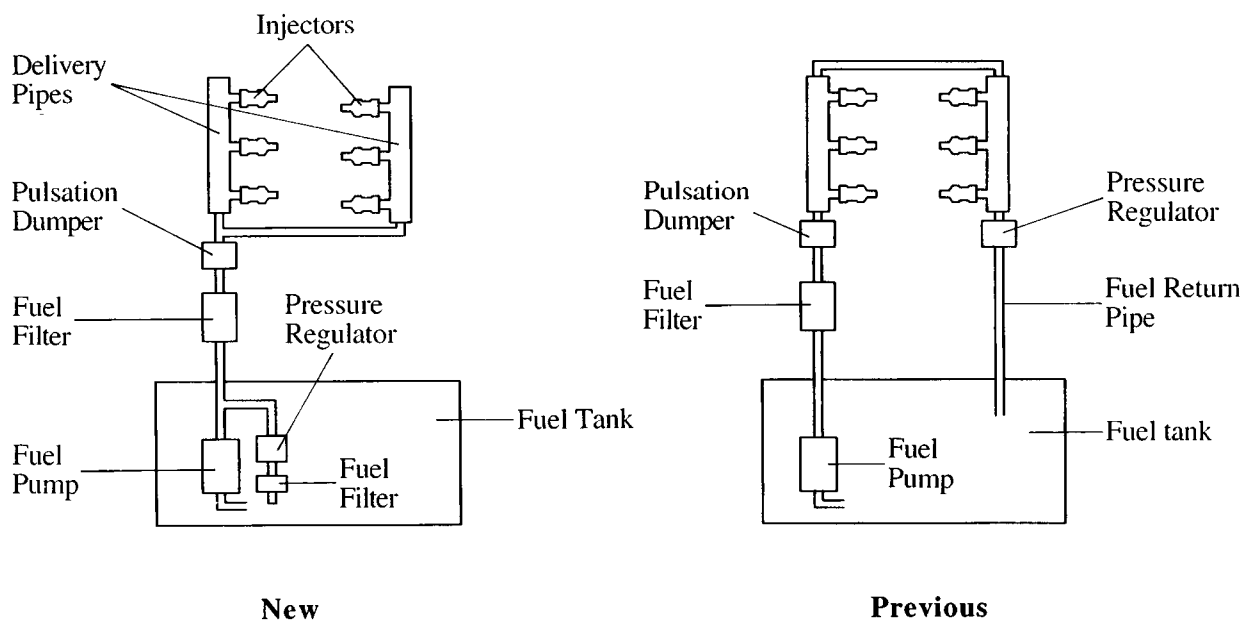 Injectors
Delivery
Pipes
Pulsation
Dumper
Fuel
Filter
Pressure
Regulator
Fuel Tank
Fuel
Pump
Fuel
Filter
New
Pulsation
Dumper
Pressure
Regulator
Fuel
Filter
Fuel Return
Pipe
Fuel tank
Fuel
Pump
Previous